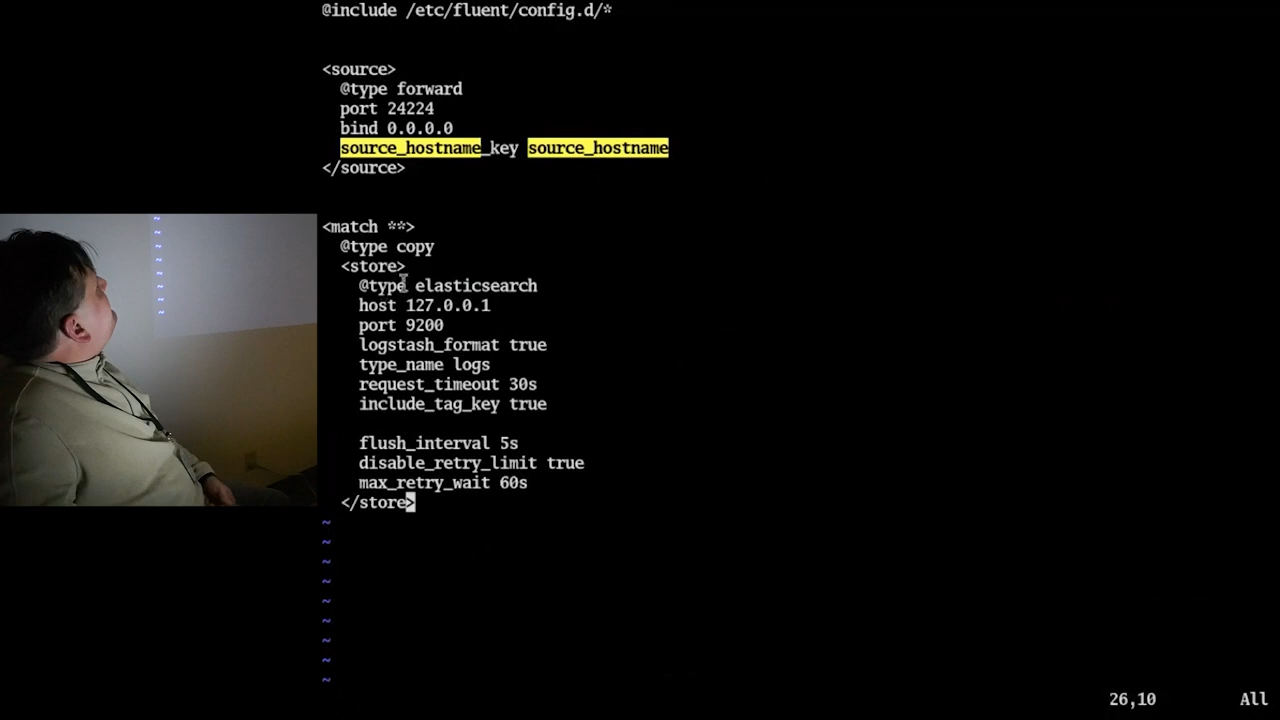 @include /etc/fluent/config.d/*
<source>
  @type forward
  port 24224
  bind 0.0.0.0
  source_hostname_key source_hostname
</source>
<match **>
  @type copy
  <store>
    @type elasticsearch
    host 127.0.0.1
    port 9200
    logstash_format true
    type_name logs
    request_timeout 30s
    include_tag_key true
    flush_interval 5s
    disable_retry_limit true
    max_retry_wait 60s
  </store>
~
~
~
~
~
~
~
~
~
26,10 All